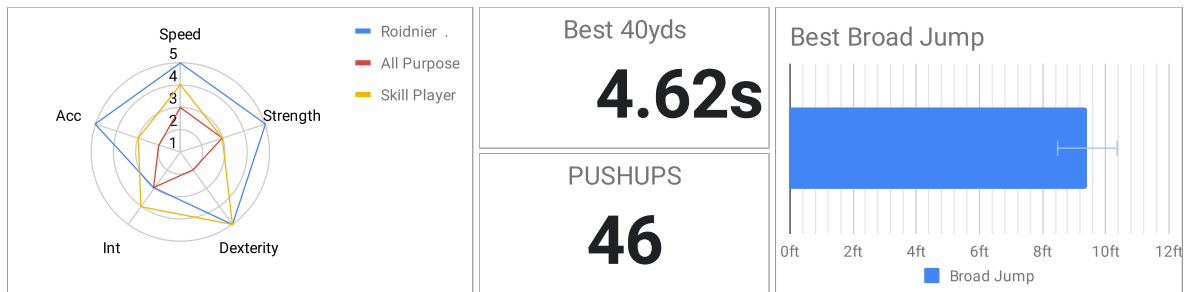 Speed
5
4
3
2
1
Acc
Strength
Int
Dexterity
Roidnier .
All Purpose
Skill Player
Best 40yds
4.62s
PUSHUPS
46
Best Broad Jump
0ft 2ft 4ft 6ft 8ft 10ft 12ft
Broad Jump